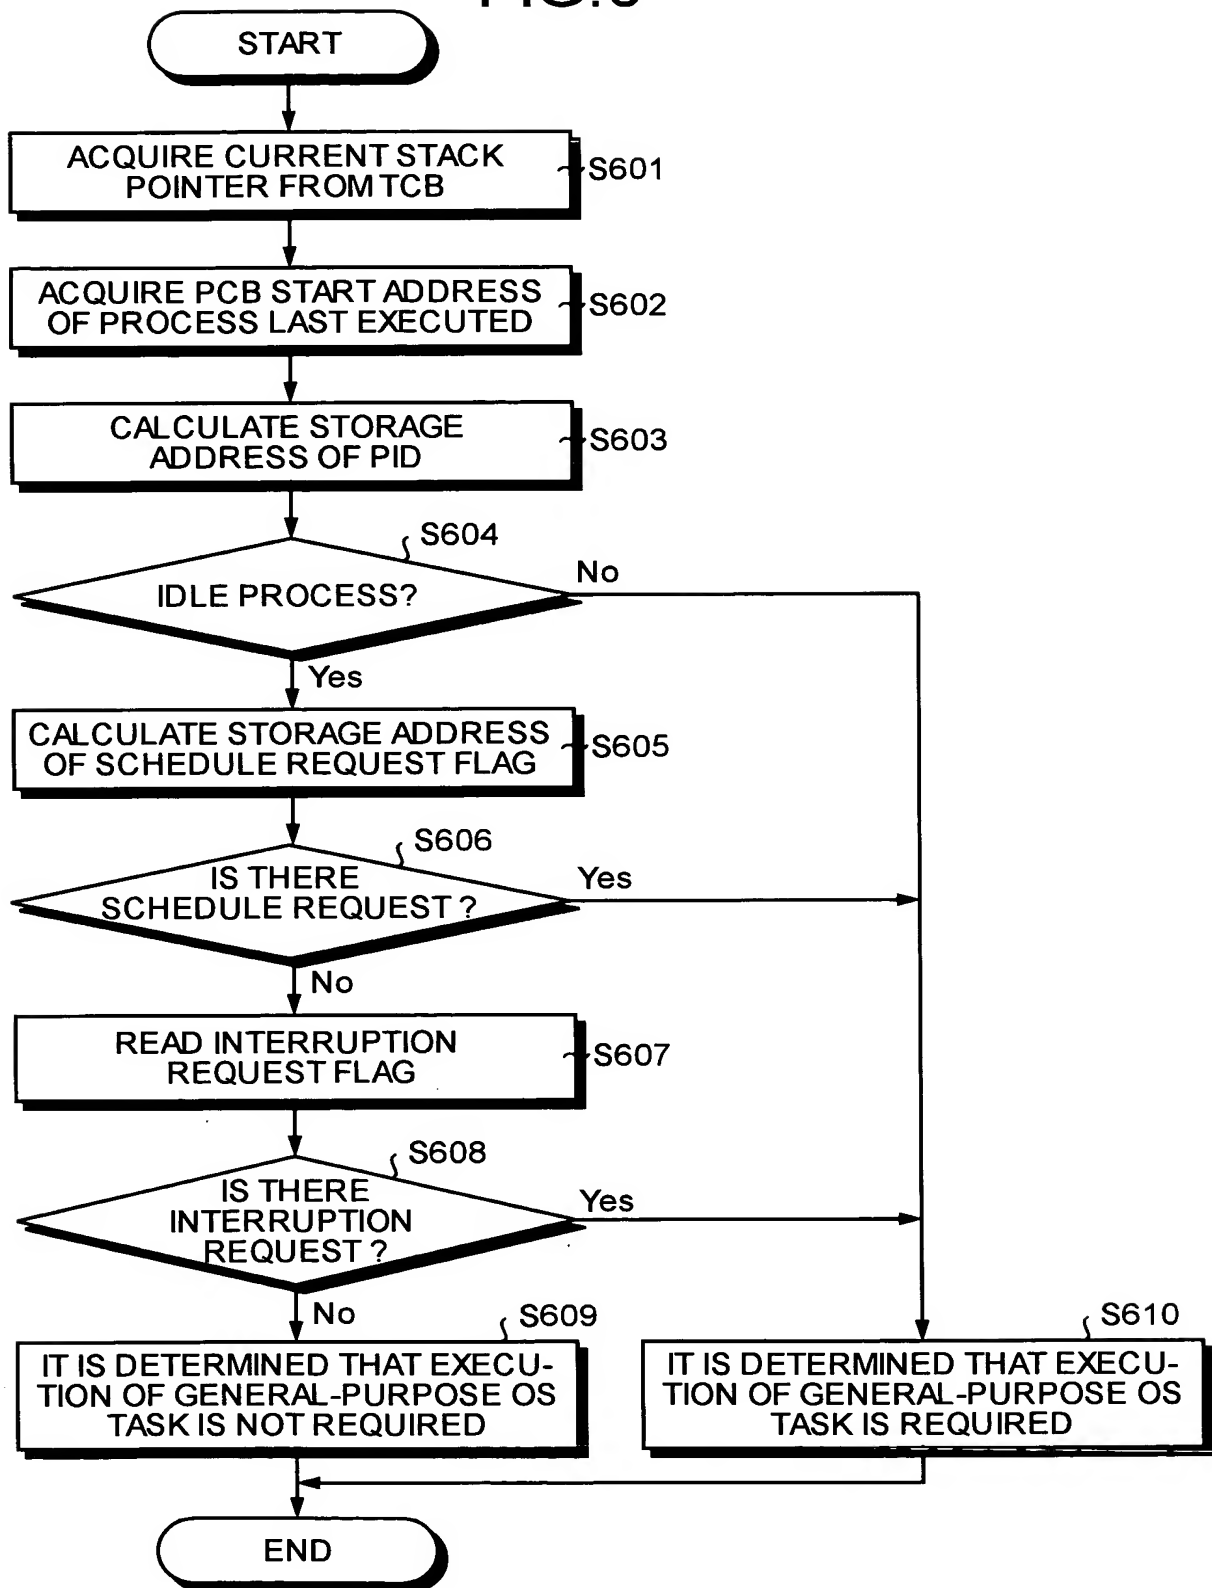 START
ACQUIRE CURRENT STACK
POINTER FROM TCB
S601
ACQUIRE PCB START ADDRESS
OF PROCESS LAST EXECUTED
S602
CALCULATE STORAGE
ADDRESS OF PID
S603
S604
IDLE PROCESS?
No
Yes
CALCULATE STORAGE ADDRESS
OF SCHEDULE REQUEST FLAG
S605
S606
IS THERE
SCHEDULE REQUEST ?
Yes
No
READ INTERRUPTION
REQUEST FLAG
S607
S608
IS THERE
INTERRUPTION
REQUEST ?
Yes
No
S609
IT IS DETERMINED THAT EXECU-
TION OF GENERAL-PURPOSE OS
TASK IS NOT REQUIRED
S610
IT IS DETERMINED THAT EXECU-
TION OF GENERAL-PURPOSE OS
TASK IS REQUIRED
END